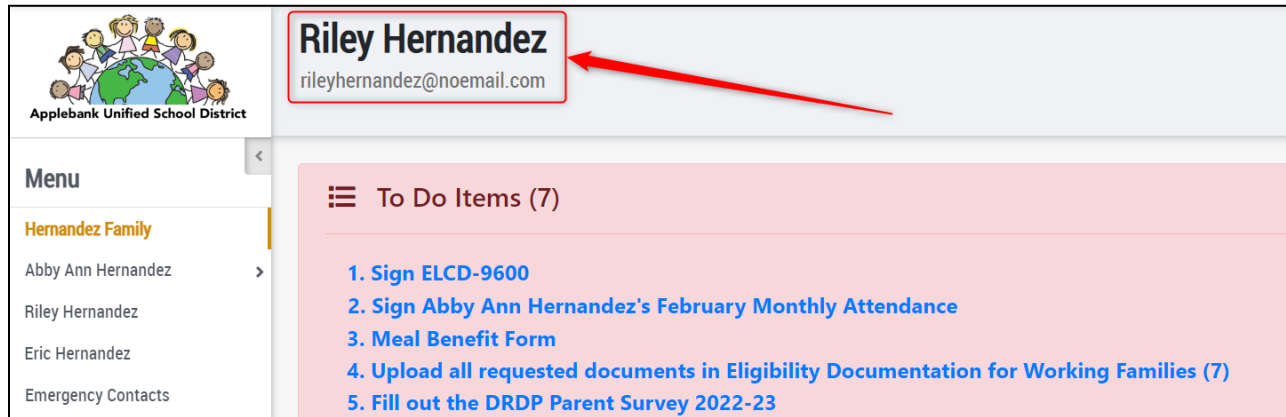 Applebank Unified School District
Riley Hernandez
rileyhernandez@noemail.com
Menu
Hernandez Family
Abby Ann Hernandez
Riley Hernandez
Eric Hernandez
Emergency Contacts
To Do Items (7)
1. Sign ELCD-9600
2. Sign Abby Ann Hernandez's February Monthly Attendance
3. Meal Benefit Form
4. Upload all requested documents in Eligibility Documentation for Working Families (7)
5. Fill out the DRDP Parent Survey 2022-23